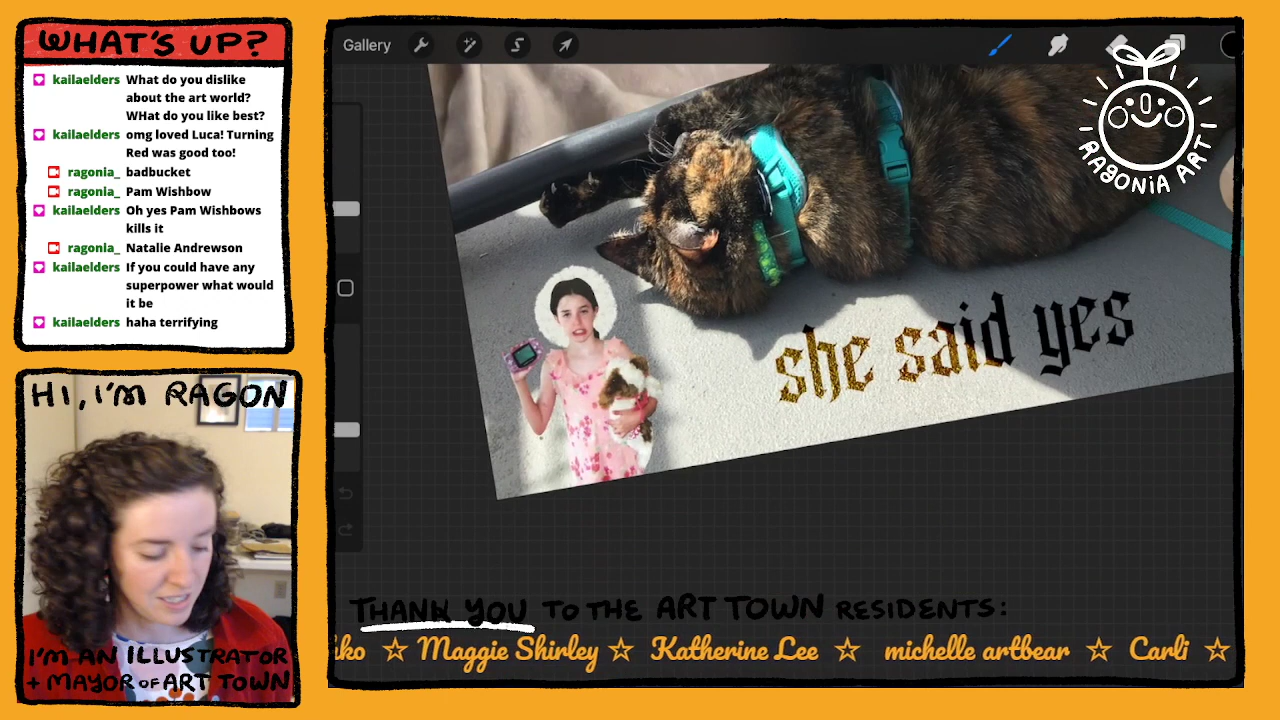 WHAT'S UP?
kailaelders What do you dislike
about the art world?
WHat do you like best?
kailaelders omg loved Luca! Turning
Red was good too!
ragonia_ badbucket
ragonia_ Pam Wishbow
kailaelders Oh yes Pam Wishbows
kills it
ragonia_ Natalie Andrewson
kailaelders If you could have any
superpower what would
it be
kailaelders haha terrifying
HI, I'M RAGON
I'M AN ILLUSTRATOR
+ MAYOR OF ART TOWN
Gallery
RAGONIA ART
she said yes
THANK YOU TO THE ART TOWN RESIDENTS:
ko ☆ Maggie Shirley ☆ Katherine Lee ☆ michelle artbear ☆ Carli ☆